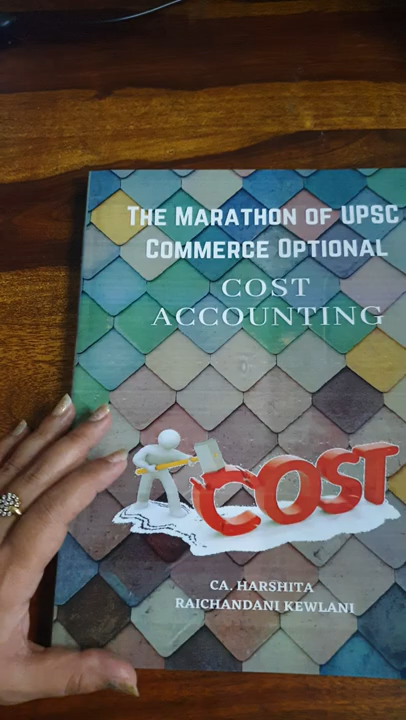 THE MARATHON OF UPSC
COMMERCE OPTIONAL
COST
ACCOUNTING
COST
CA. HARSHITA
RAICHANDANI KEWLANI